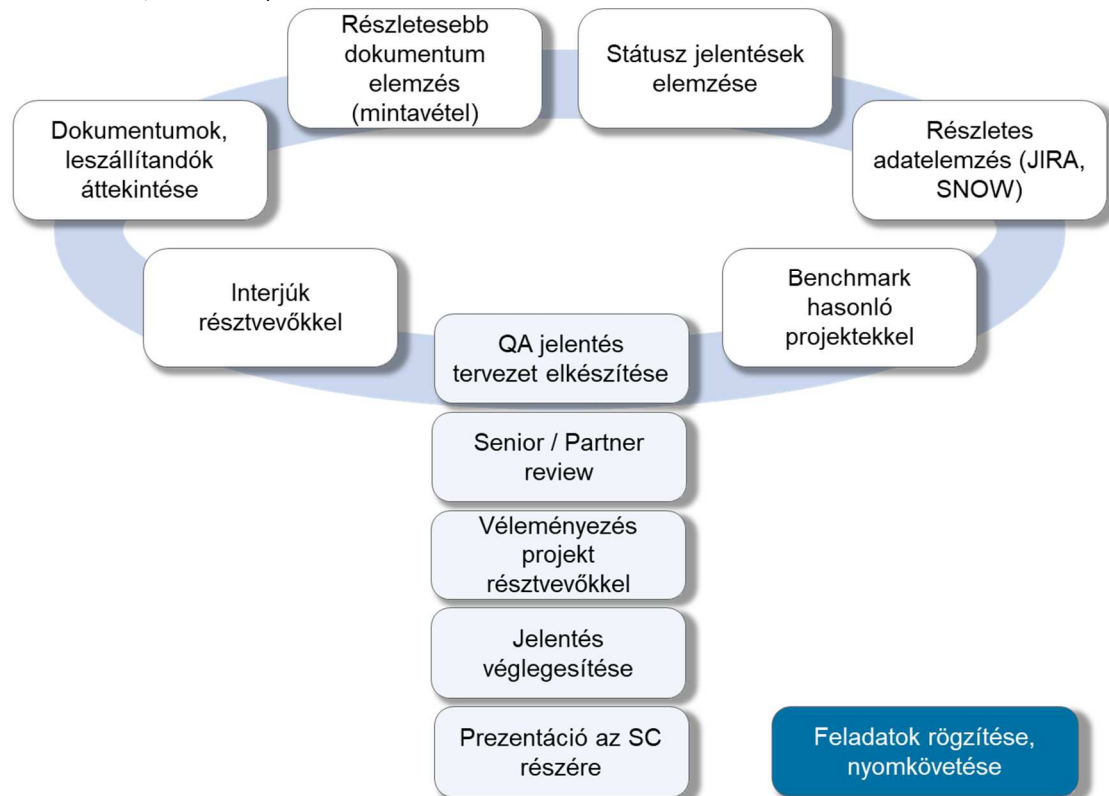 Részletesebb
dokumentum
elemzés
(mintavétel)
Státusz jelentések
elemzése
Dokumentumok,
leszállítandók
áttekintése
Részletes
adatelemzés (JIRA,
SNOW)
Interjúk
résztvevőkkel
Benchmark
hasonló
projektekkel
QA jelentés
tervezet elkészítése
Senior / Partner
review
Véleményezés
projekt
résztvevőkkel
Jelentés
véglegesítése
Prezentáció az SC
részére
Feladatok rögzítése,
nyomkövetése